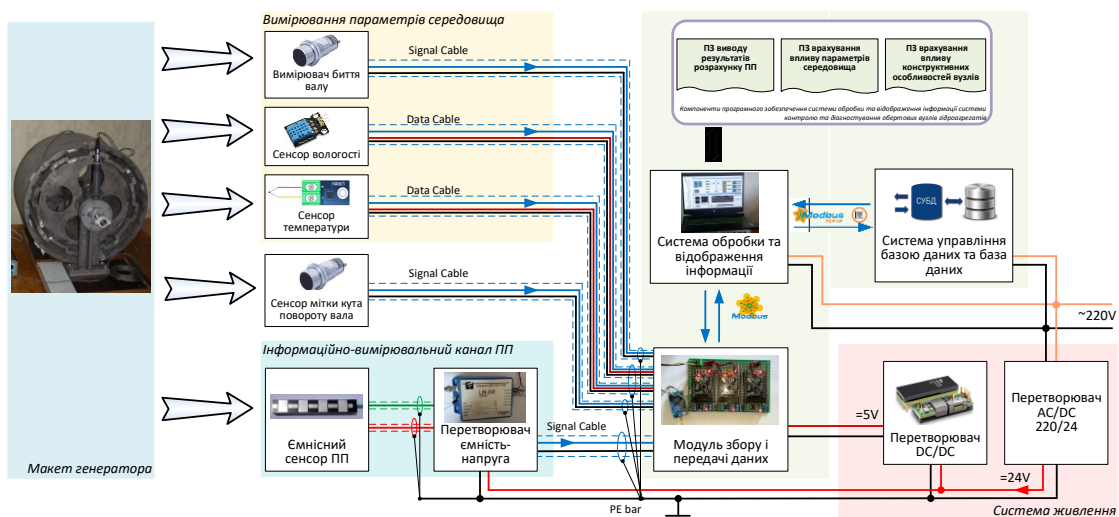 Вимірювання параметрів середовища
Signal Cable
Вимірювач биття
валу
Data Cable
Сенсор вологості
Data Cable
Сенсор
температури
Signal Cable
Сенсор мітки кута
повороту вала
Макет генератора
Інформаційно-вимірювальний канал ПП
Ємнісний
сенсор ПП
Перетворювач
ємність-
напруга
Signal Cable
ПЗ виводу
результатів
розрахунку ПП
ПЗ врахування
впливу параметрів
середовища
ПЗ врахування
впливу
конструктивних
особливостей вузлів
Компоненти програмного забезпечення системи обробки та відображення інформації системи
контролю та діагностування обертових вузлів гідроагрегатів
Система обробки та
відображення
інформації
Modbus
СУБД
Система управління
базою даних та база
даних
Modbus
~220V
Модуль збору і
передачі даних
=5V
Перетворювач
DC/DC
Перетворювач
AC/DC
220/24
=24V
PE bar
Система живлення